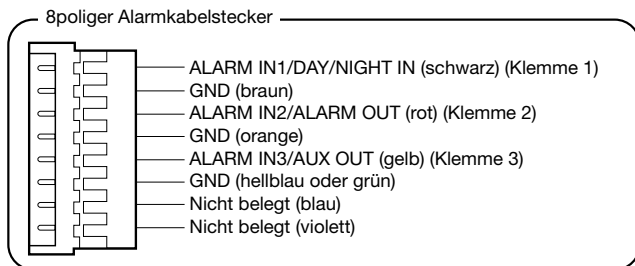 8poliger Alarmkabelstecker
ALARM IN1/DAY/NIGHT IN (schwarz) (Klemme 1)
GND (braun)
ALARM IN2/ALARM OUT (rot) (Klemme 2)
GND (orange)
ALARM IN3/AUX OUT (gelb) (Klemme 3)
GND (hellblau oder grün)
Nicht belegt (blau)
Nicht belegt (violett)